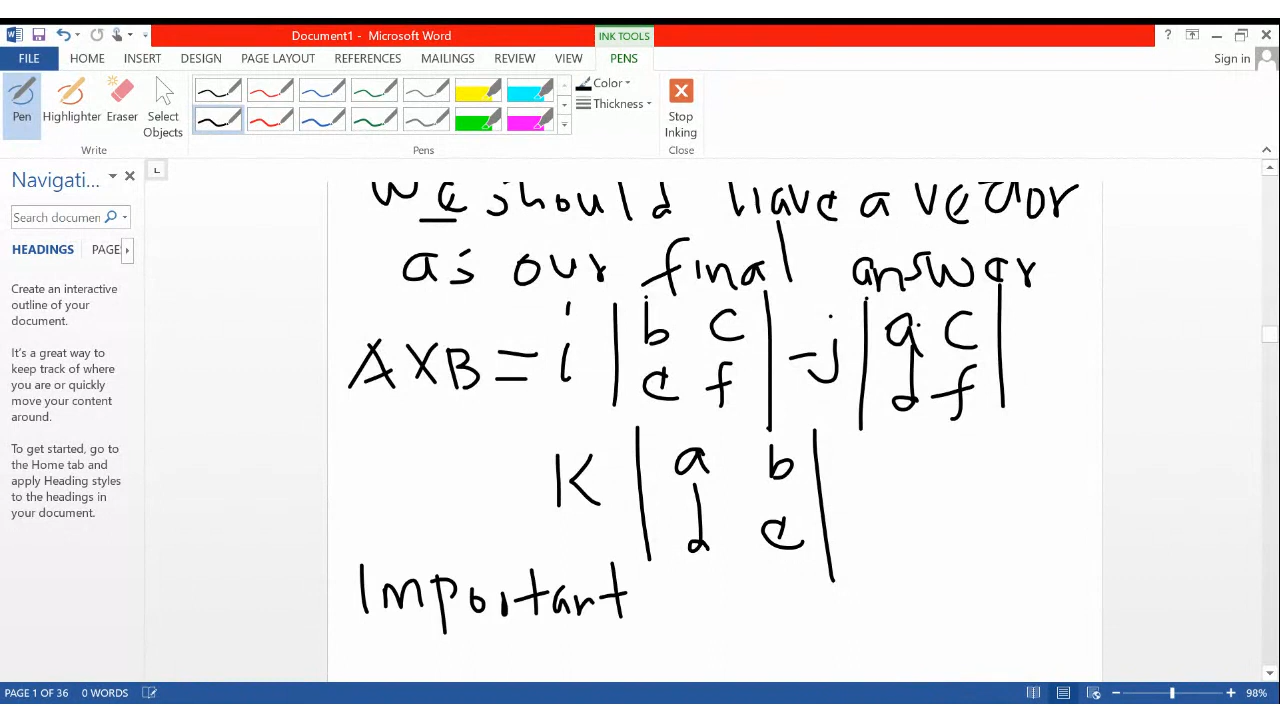 Document1 - Microsoft Word
INK TOOLS
?
FILE HOME INSERT DESIGN PAGE LAYOUT REFERENCES MAILINGS REVIEW VIEW PENS
Sign in
Pen Highlighter Eraser Select Objects
Color
Thickness
Stop Inking
Write Pens Close
Navigati...
Search documen
HEADINGS PAGE
Create an interactive
outline of your
document.
It's a great way to
keep track of where
you are or quickly
move your content
around.
To get started, go to
the Home tab and
apply Heading styles
to the headings in
your document.
we should have a vector
as our final answer
AXB = i | b c | - j | a c |
| e f | | d f |
K | a b |
| d e |
Important
PAGE 1 OF 36 0 WORDS 98%